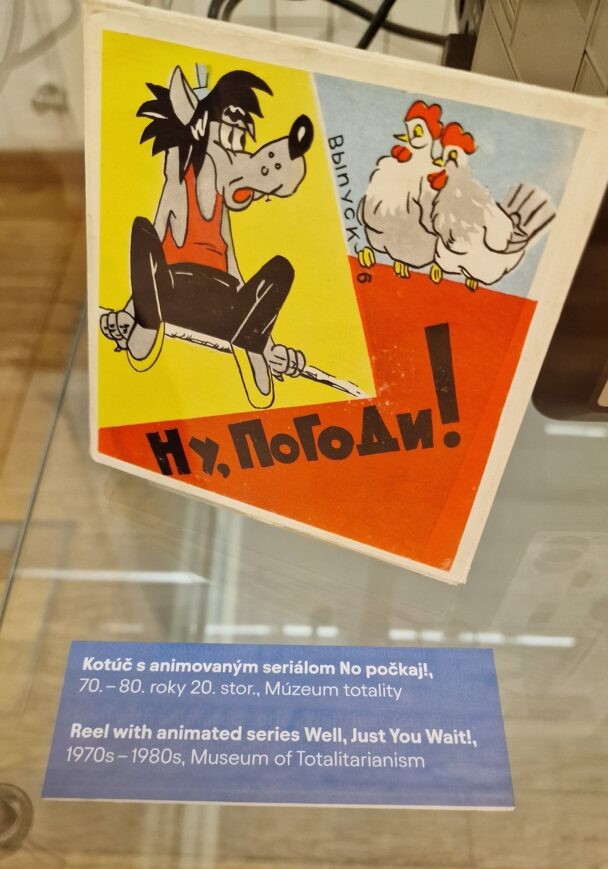 Выпуск 6
Ну, погоди!
Kotúč s animovaným seriálom No počkaj!,
70. – 80. roky 20. stor., Múzeum totality
Reel with animated series Well, Just You Wait!,
1970s – 1980s, Museum of Totalitarianism